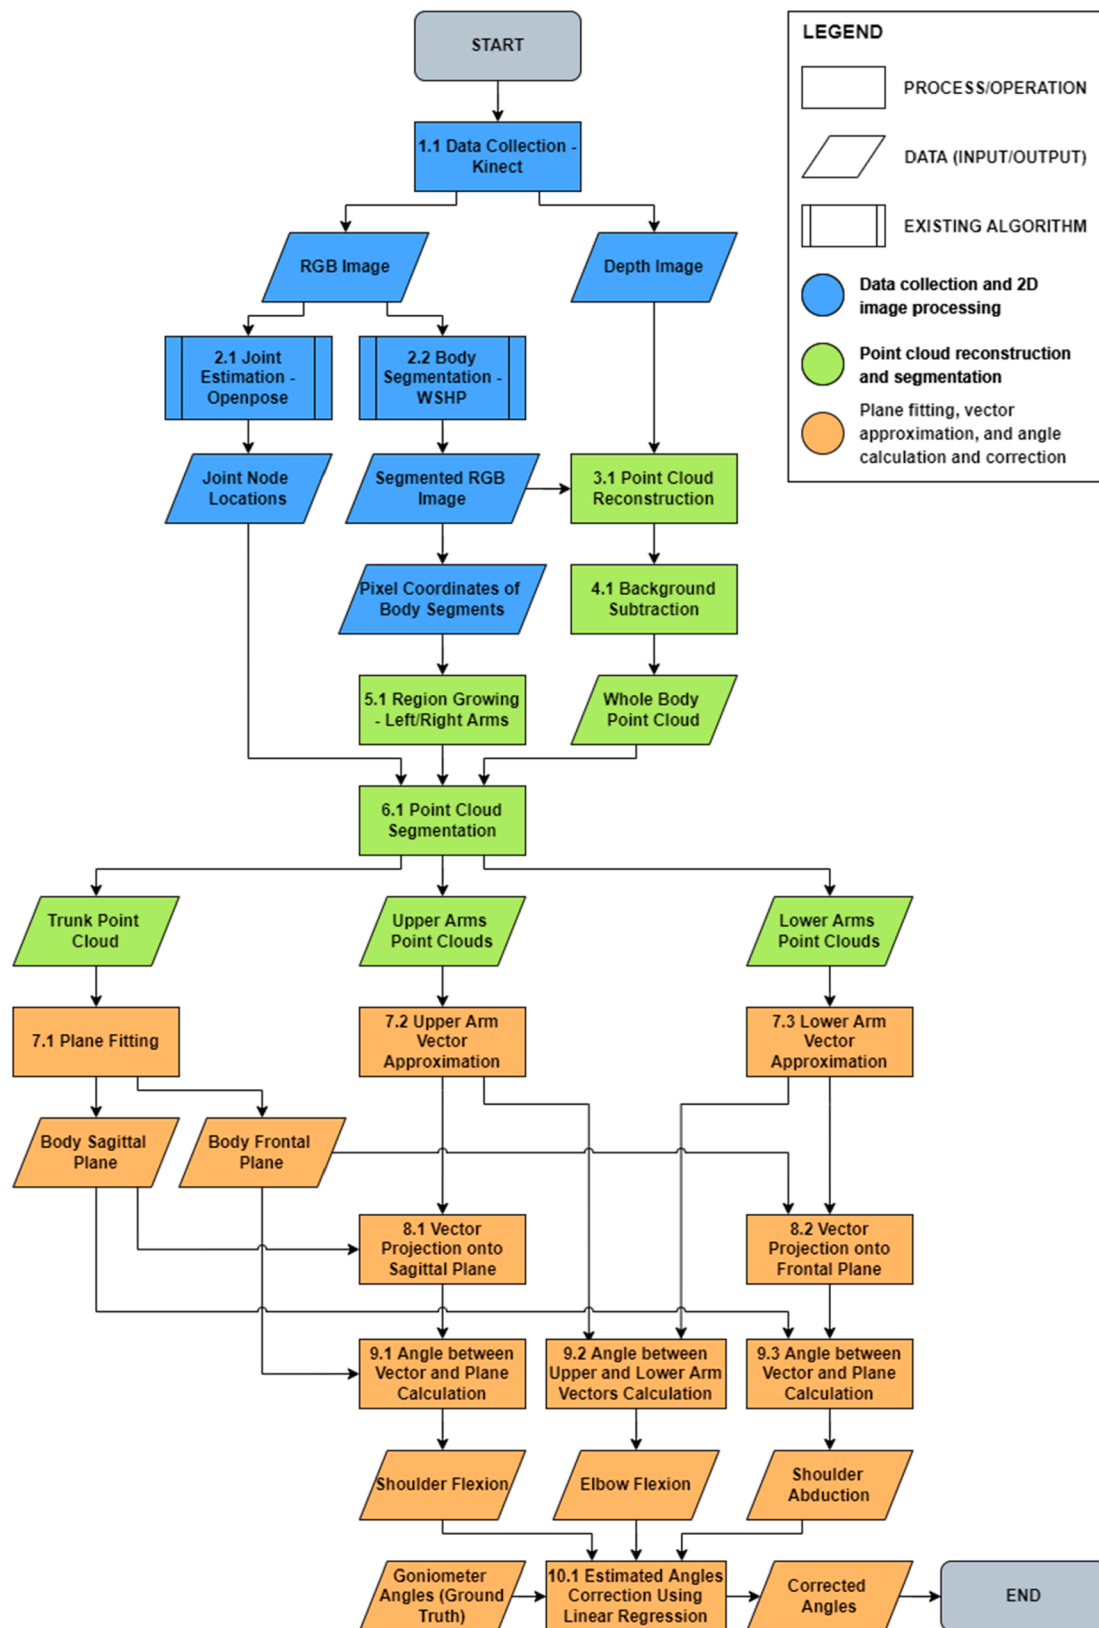 START
LEGEND
PROCESS/OPERATION
DATA (INPUT/OUTPUT)
EXISTING ALGORITHM
Data collection and 2D
image processing
Point cloud reconstruction
and segmentation
Plane fitting, vector
approximation, and angle
calculation and correction
1.1 Data Collection -
Kinect
RGB Image
Depth Image
2.1 Joint
Estimation -
Openpose
2.2 Body
Segmentation -
WSHP
Joint Node
Locations
Segmented RGB
Image
3.1 Point Cloud
Reconstruction
Pixel Coordinates of
Body Segments
4.1 Background
Subtraction
5.1 Region Growing
- Left/Right Arms
Whole Body
Point Cloud
6.1 Point Cloud
Segmentation
Trunk Point
Cloud
Upper Arms
Point Clouds
Lower Arms
Point Clouds
7.1 Plane Fitting
7.2 Upper Arm
Vector
Approximation
7.3 Lower Arm
Vector
Approximation
Body Sagittal
Plane
Body Frontal
Plane
8.1 Vector
Projection onto
Sagittal Plane
8.2 Vector
Projection onto
Frontal Plane
9.1 Angle between
Vector and Plane
Calculation
9.2 Angle between
Upper and Lower Arm
Vectors Calculation
9.3 Angle between
Vector and Plane
Calculation
Shoulder Flexion
Elbow Flexion
Shoulder
Abduction
Goniometer
Angles (Ground
Truth)
10.1 Estimated Angles
Correction Using
Linear Regression
Corrected
Angles
END